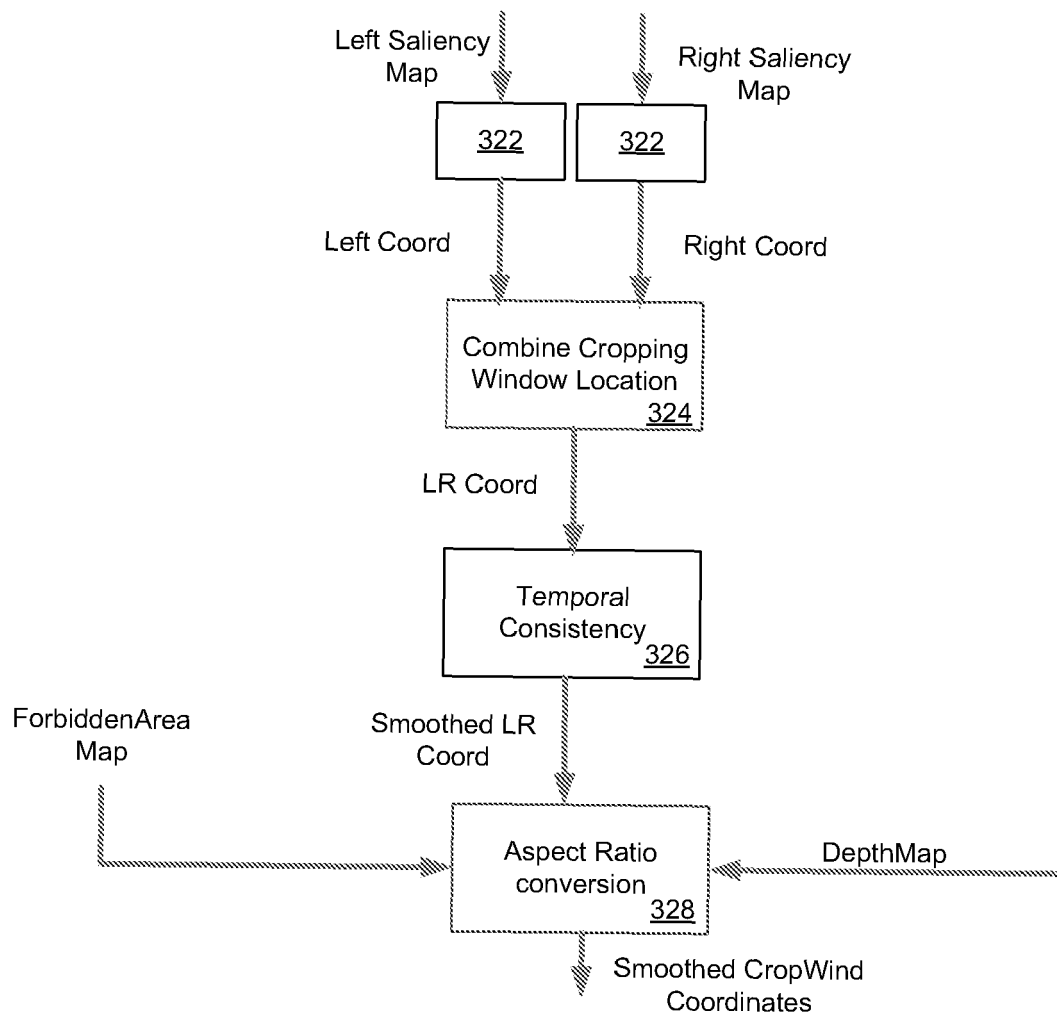 Left Saliency
Map
Right Saliency
Map
322
322
Left Coord
Right Coord
Combine Cropping
Window Location
324
LR Coord
Temporal
Consistency
326
ForbiddenArea
Map
Smoothed LR
Coord
Aspect Ratio
conversion
328
DepthMap
Smoothed CropWind
Coordinates